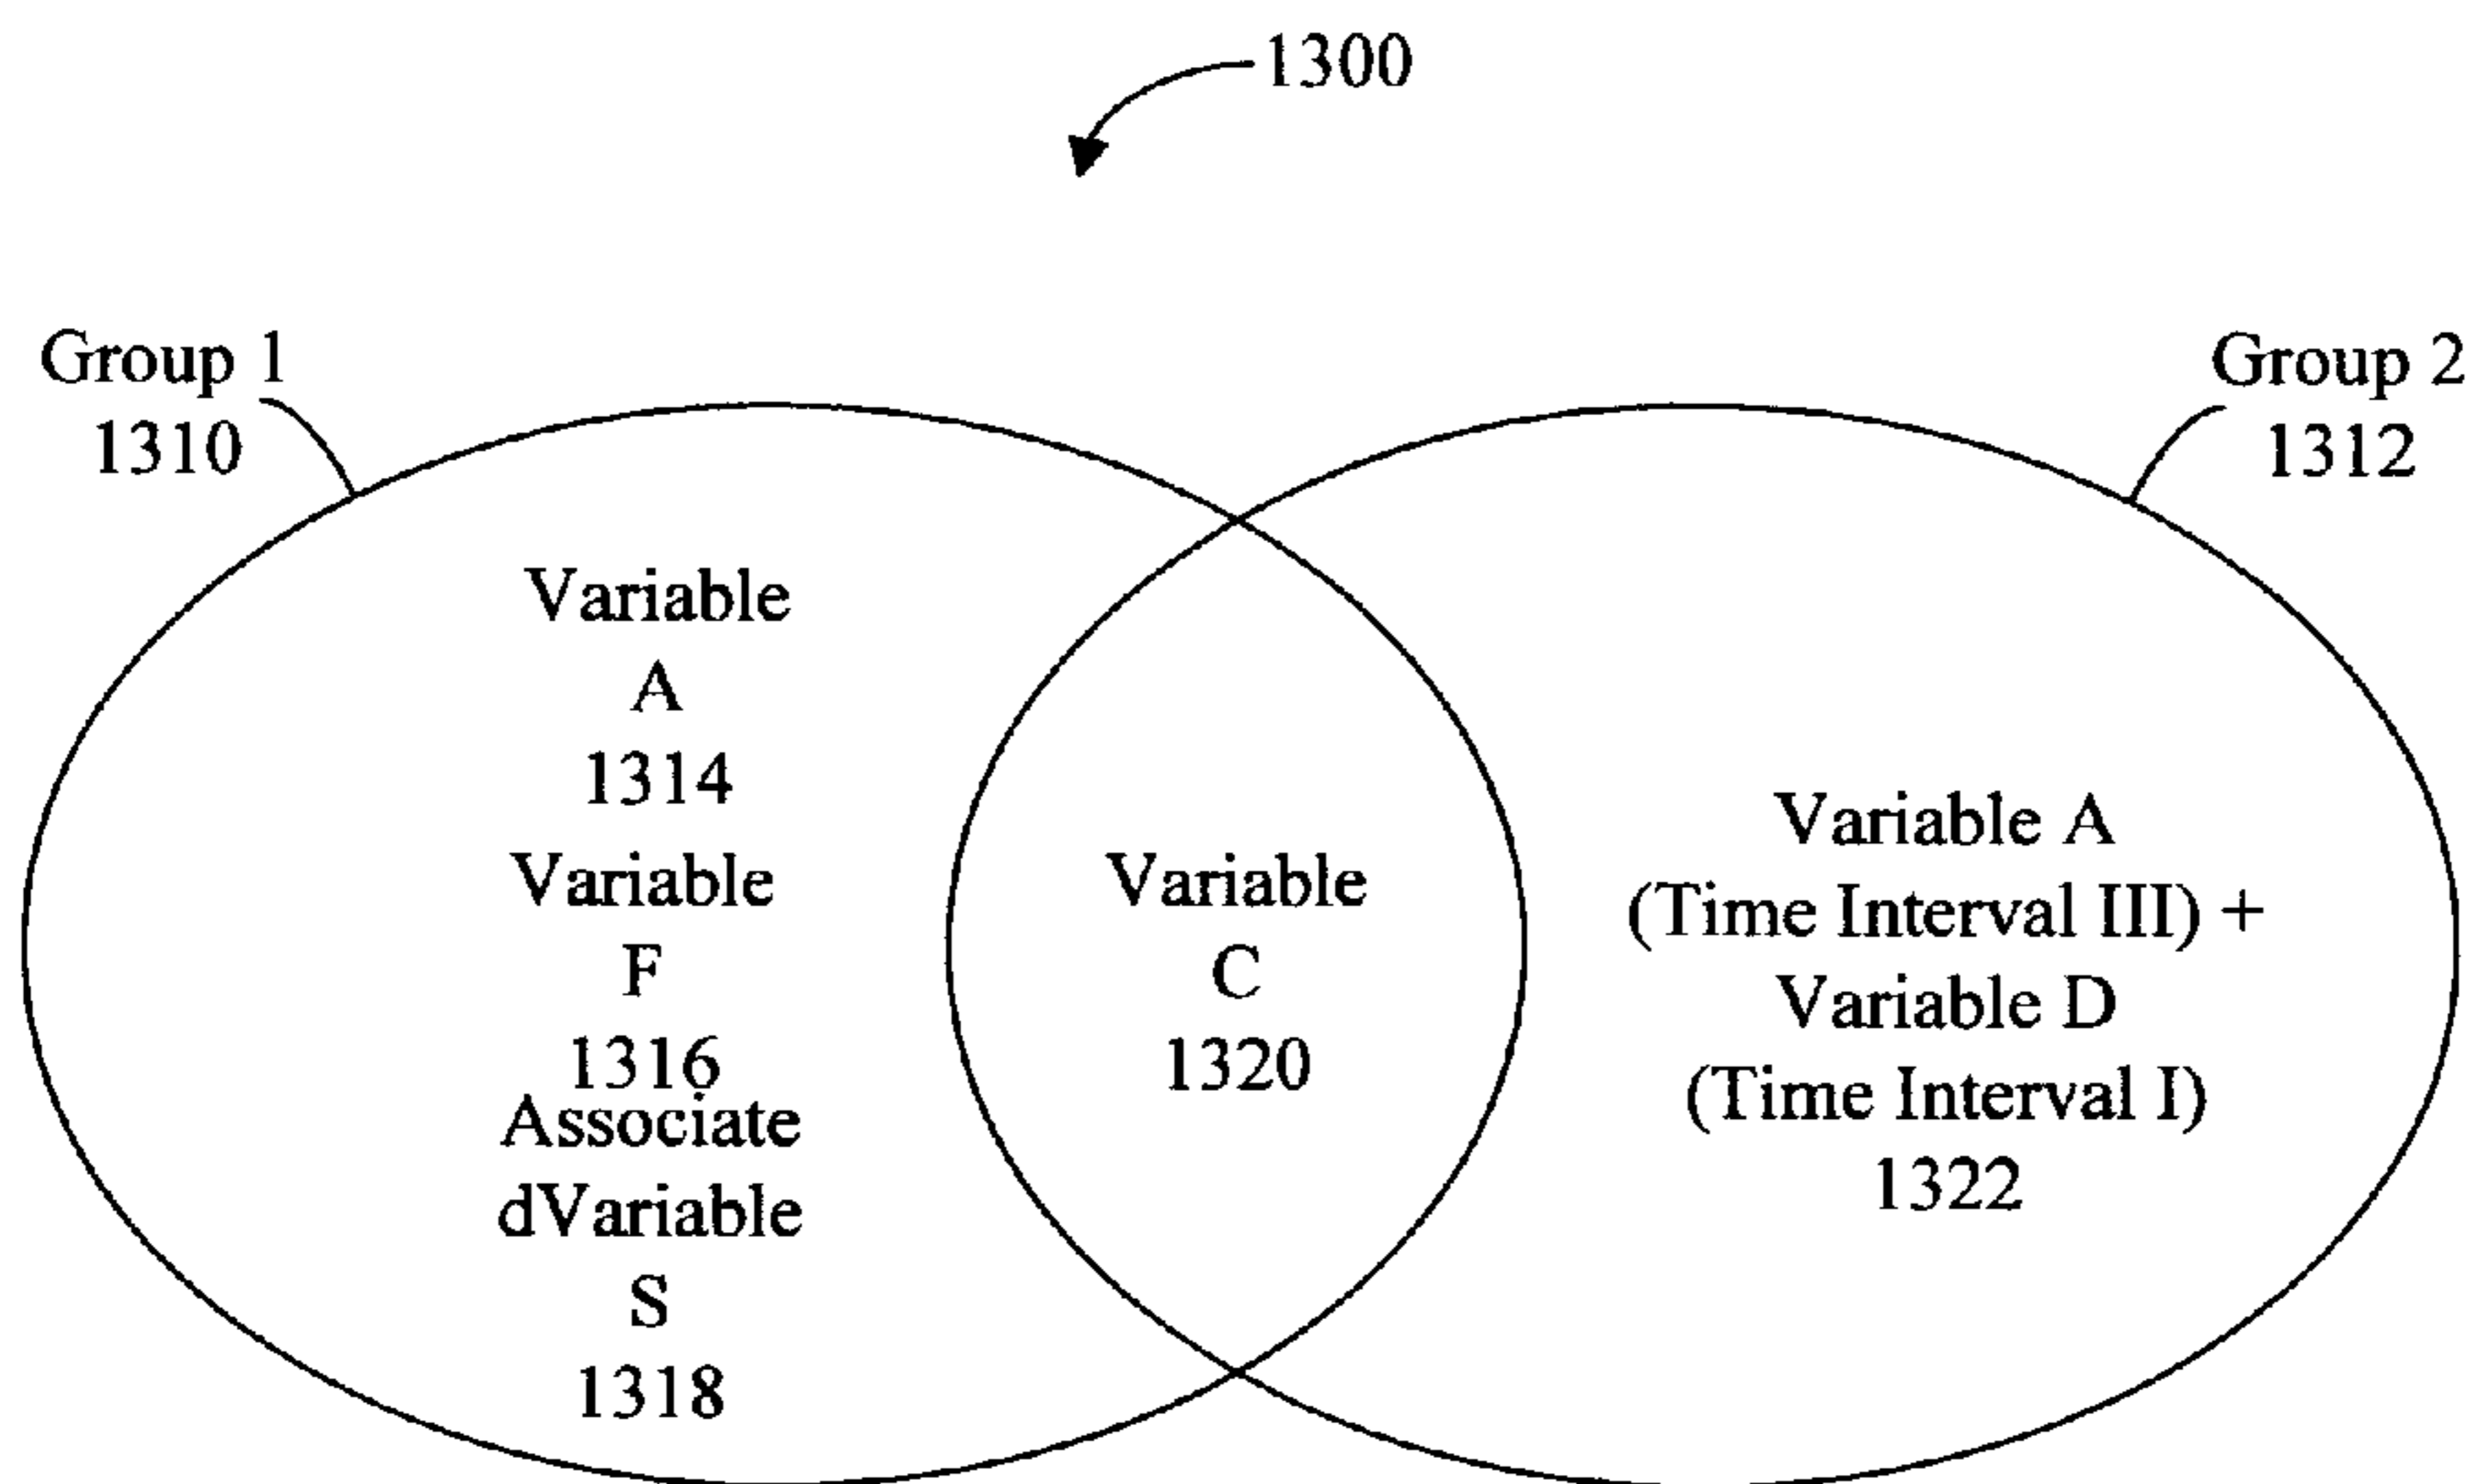 1300
Group 1
1310
Group 2
1312
Variable
A
1314
Variable
F
1316
Associate
dVariable
S
1318
Variable
C
1320
Variable A
(Time Interval III) +
Variable D
(Time Interval I)
1322